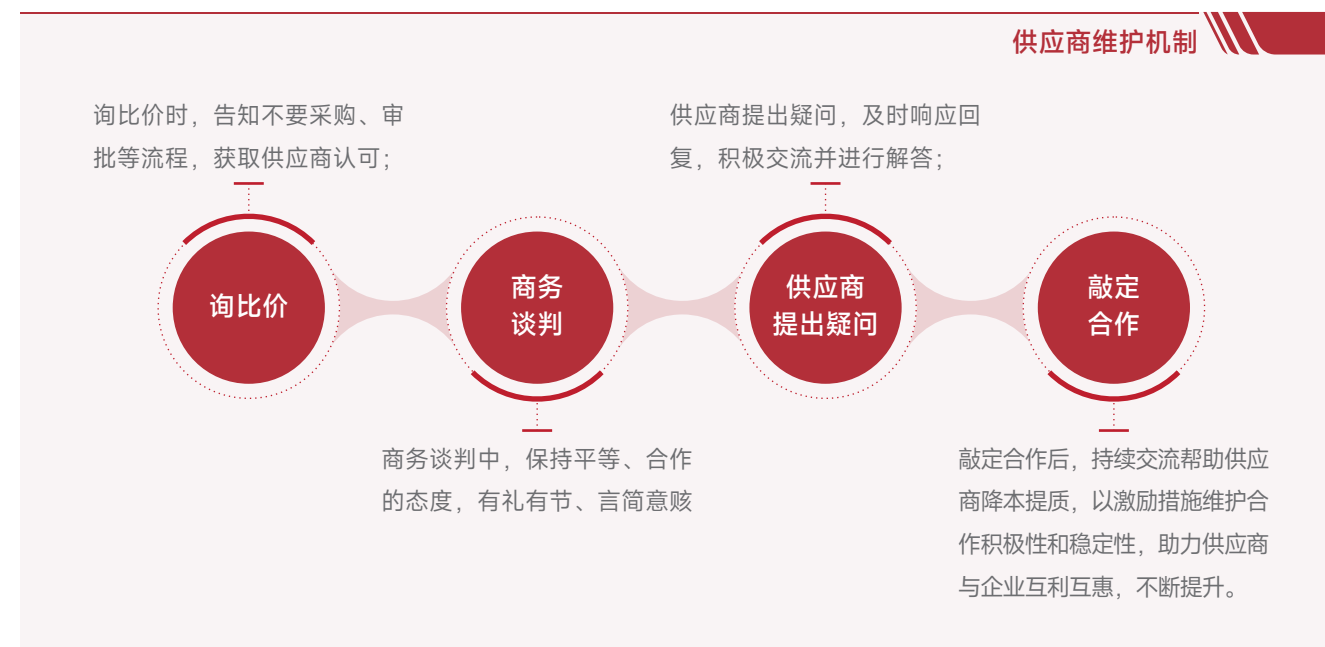 供应商维护机制
询比价时，告知不要采购、审
批等流程，获取供应商认可；
供应商提出疑问，及时响应回
复，积极交流并进行解答；
询比价
商务
谈判
供应商
提出疑问
敲定
合作
商务谈判中，保持平等、合作
的态度，有礼有节、言简意赅
敲定合作后，持续交流帮助供应
商降本提质，以激励措施维护合
作积极性和稳定性，助力供应商
与企业互利互惠，不断提升。